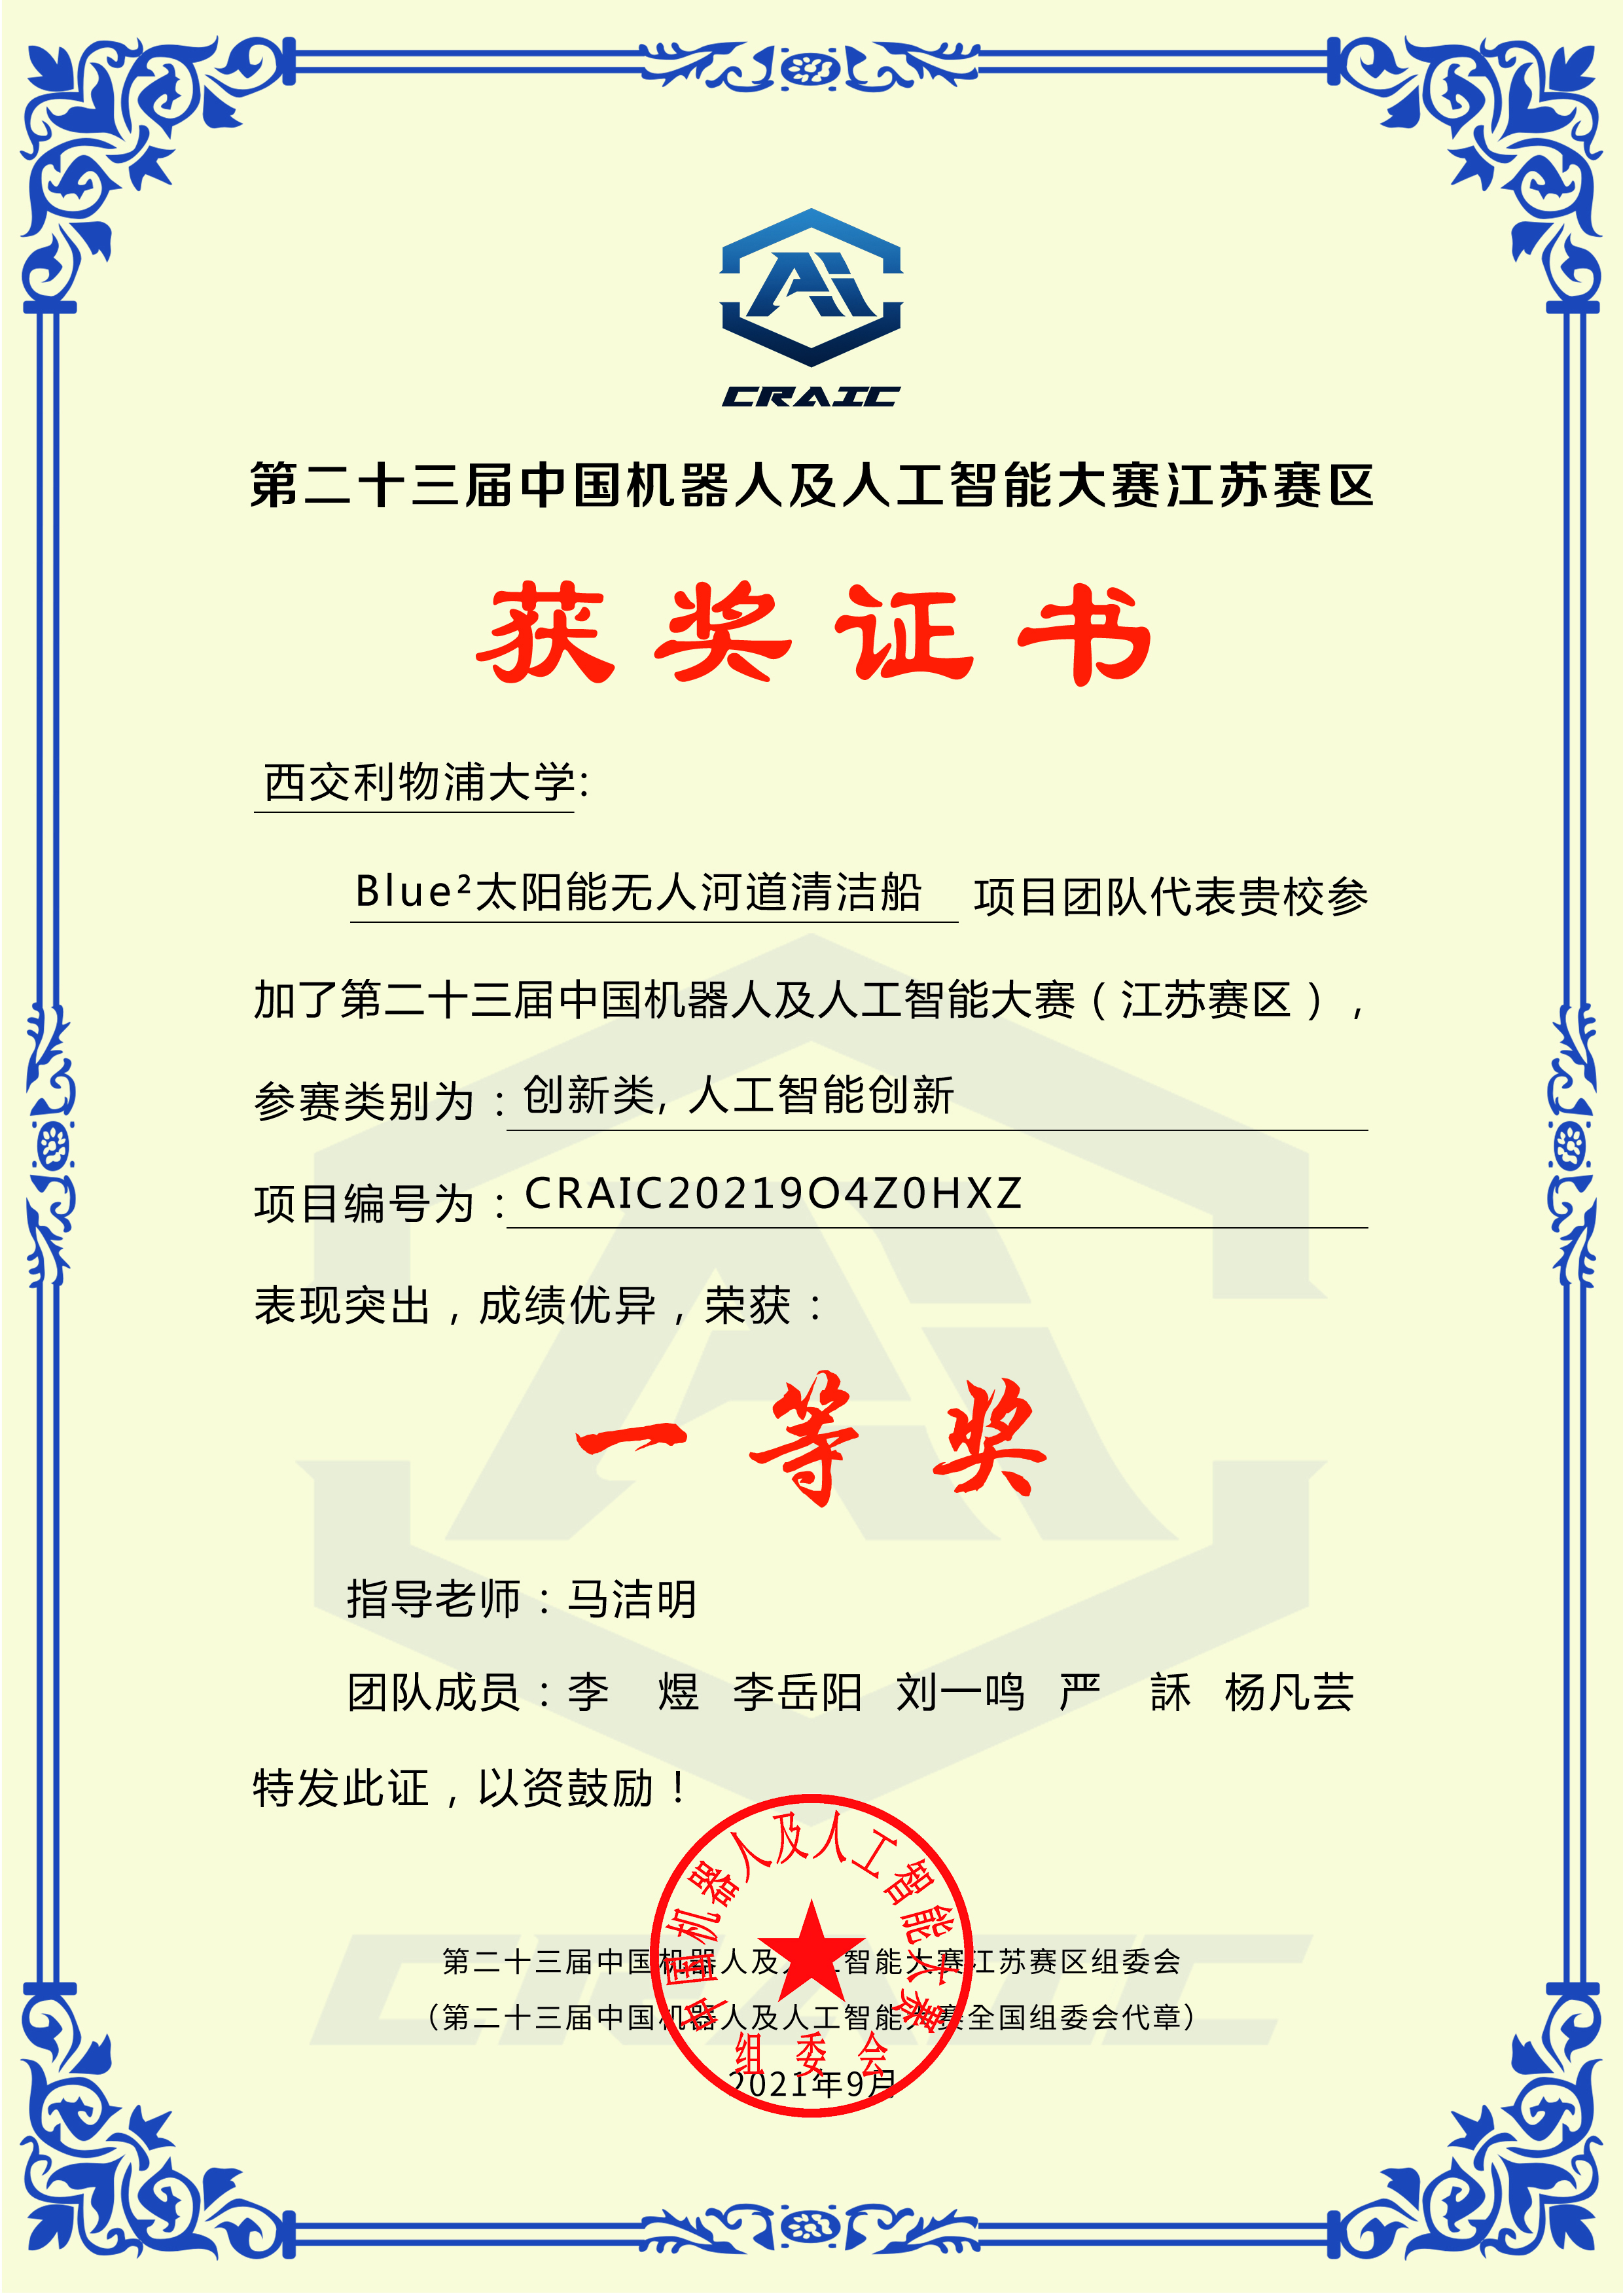 Ai
CRAIC
第二十三届中国机器人及人工智能大赛江苏赛区
获奖证书
西交利物浦大学:
Blue²太阳能无人河道清洁船 项目团队代表贵校参
加了第二十三届中国机器人及人工智能大赛（江苏赛区），
参赛类别为：创新类, 人工智能创新
项目编号为：CRAIC20219O4Z0HXZ
表现突出，成绩优异，荣获：
一等奖
指导老师：马洁明
团队成员：李 煜 李岳阳 刘一鸣 严 訸 杨凡芸
特发此证，以资鼓励！
中国机器人及人工智能大赛
第二十三届中国机器人及人工智能大赛江苏赛区组委会
（第二十三届中国机器人及人工智能大赛全国组委会代章）
组委会
2021年9月
CRAIC